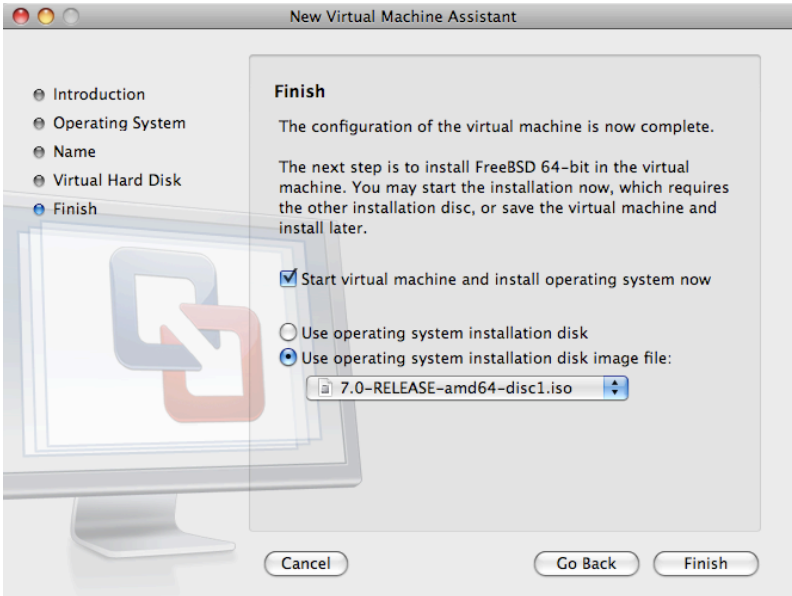 New Virtual Machine Assistant
Introduction
Operating System
Name
Virtual Hard Disk
Finish
Finish
The configuration of the virtual machine is now complete.
The next step is to install FreeBSD 64-bit in the virtual
machine. You may start the installation now, which requires
the other installation disc, or save the virtual machine and
install later.
Start virtual machine and install operating system now
Use operating system installation disk
Use operating system installation disk image file:
7.0-RELEASE-amd64-disc1.iso
Cancel
Go Back
Finish